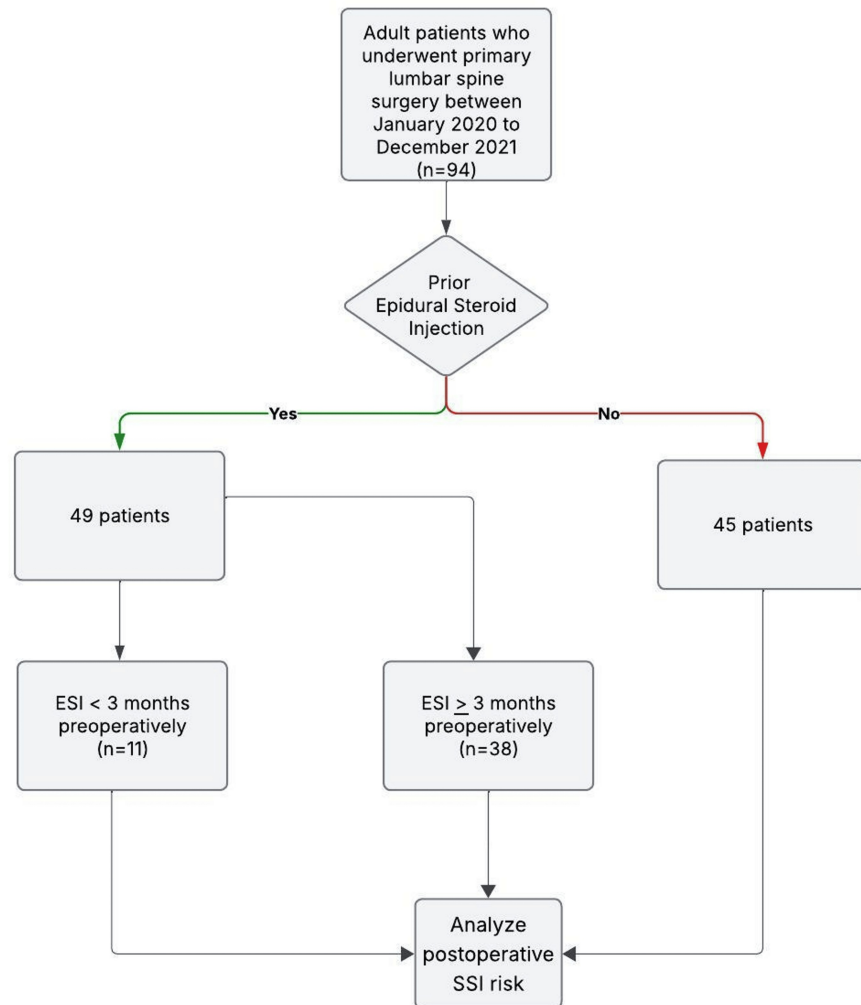 Adult patients who
underwent primary
lumbar spine
surgery between
January 2020 to
December 2021
(n=94)
Prior
Epidural Steroid
Injection
Yes
No
49 patients
45 patients
ESI < 3 months
preoperatively
(n=11)
ESI ≥ 3 months
preoperatively
(n=38)
Analyze
postoperative
SSI risk